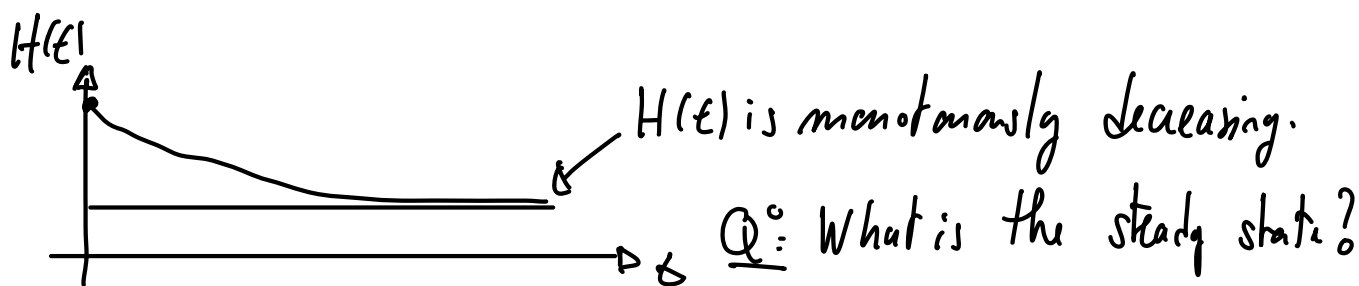 H(t)
H(t) is monotonously decreasing.
t
Q: What is the steady state?